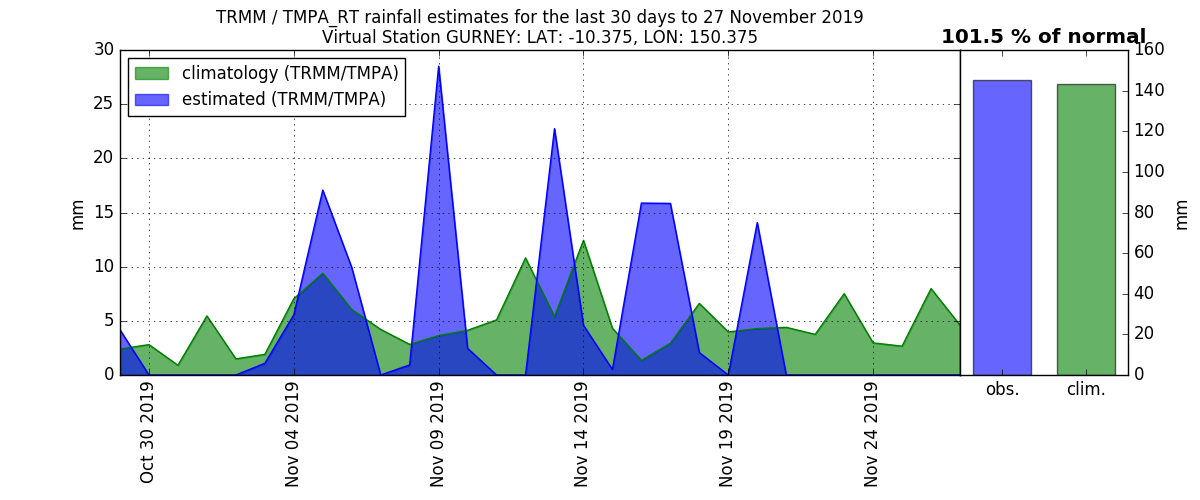 TRMM / TMPA_RT rainfall estimates for the last 30 days to 27 November 2019
Virtual Station GURNEY: LAT: -10.375, LON: 150.375
101.5 % of normal
climatology (TRMM/TMPA)
estimated (TRMM/TMPA)
30
25
20
15
10
5
0
mm
Oct 30 2019
Nov 04 2019
Nov 09 2019
Nov 14 2019
Nov 19 2019
Nov 24 2019
160
140
120
100
80
60
40
20
0
mm
obs.
clim.